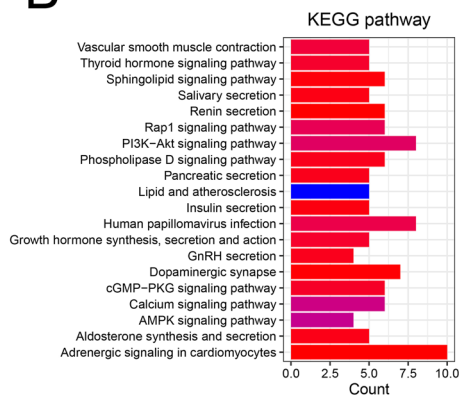 KEGG pathway
Vascular smooth muscle contraction
Thyroid hormone signaling pathway
Sphingolipid signaling pathway
Salivary secretion
Renin secretion
Rap1 signaling pathway
PI3K−Akt signaling pathway
Phospholipase D signaling pathway
Pancreatic secretion
Lipid and atherosclerosis
Insulin secretion
Human papillomavirus infection
Growth hormone synthesis, secretion and action
GnRH secretion
Dopaminergic synapse
cGMP−PKG signaling pathway
Calcium signaling pathway
AMPK signaling pathway
Aldosterone synthesis and secretion
Adrenergic signaling in cardiomyocytes
0.0 2.5 5.0 7.5 10.0
Count